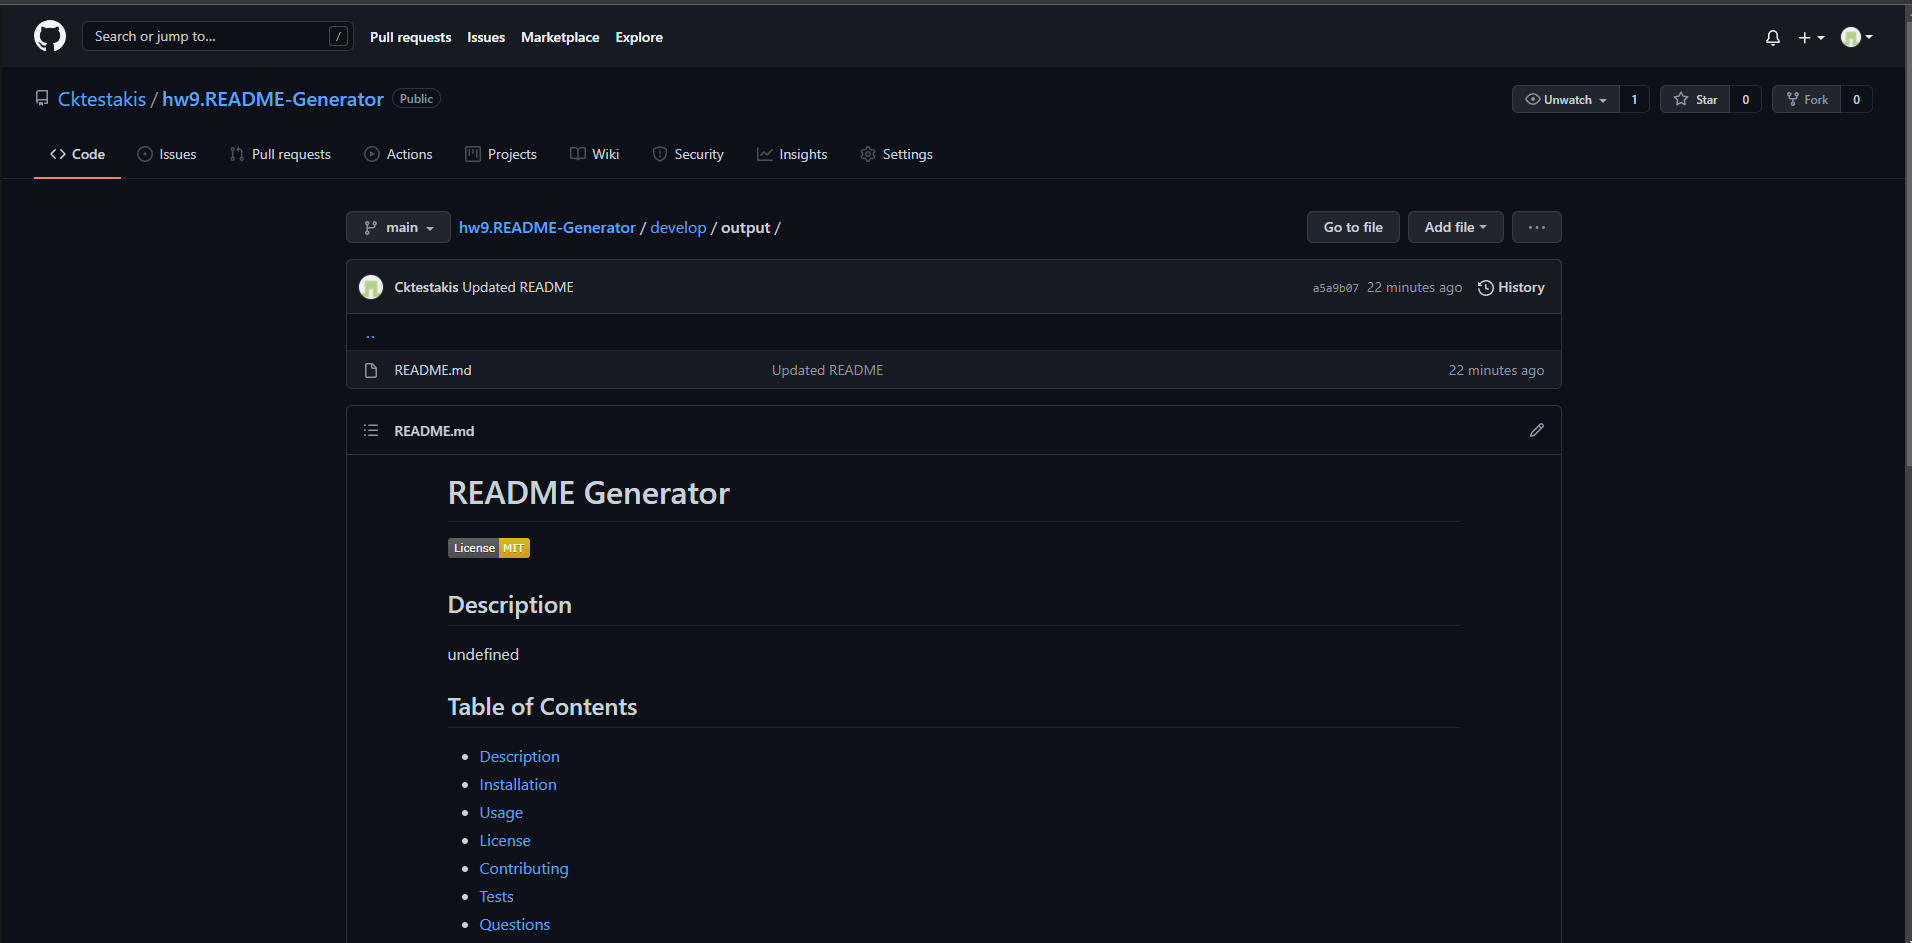 Search or jump to... / Pull requests Issues Marketplace Explore
Cktestakis / hw9.README-Generator Public Unwatch 1 Star 0 Fork 0
Code Issues Pull requests Actions Projects Wiki Security Insights Settings
main hw9.README-Generator / develop / output / Go to file Add file ...
Cktestakis Updated README a5a9b07 22 minutes ago History
..
README.md Updated README 22 minutes ago
README.md
README Generator
License MIT
Description
undefined
Table of Contents
• Description
• Installation
• Usage
• License
• Contributing
• Tests
• Questions